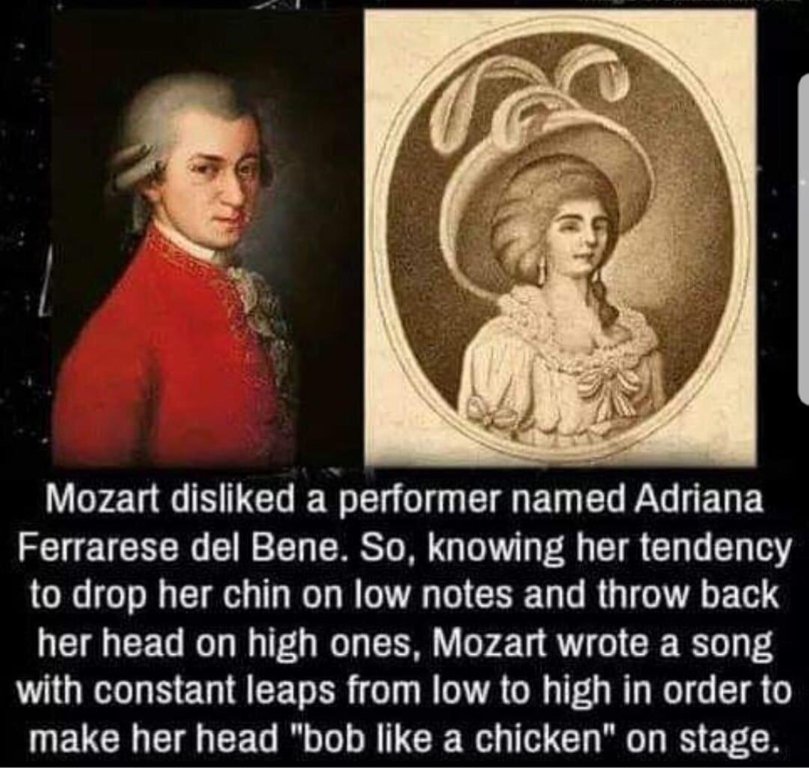 Mozart disliked a performer named Adriana
Ferrarese del Bene. So, knowing her tendency
to drop her chin on low notes and throw back
her head on high ones, Mozart wrote a song
with constant leaps from low to high in order to
make her head "bob like a chicken" on stage.